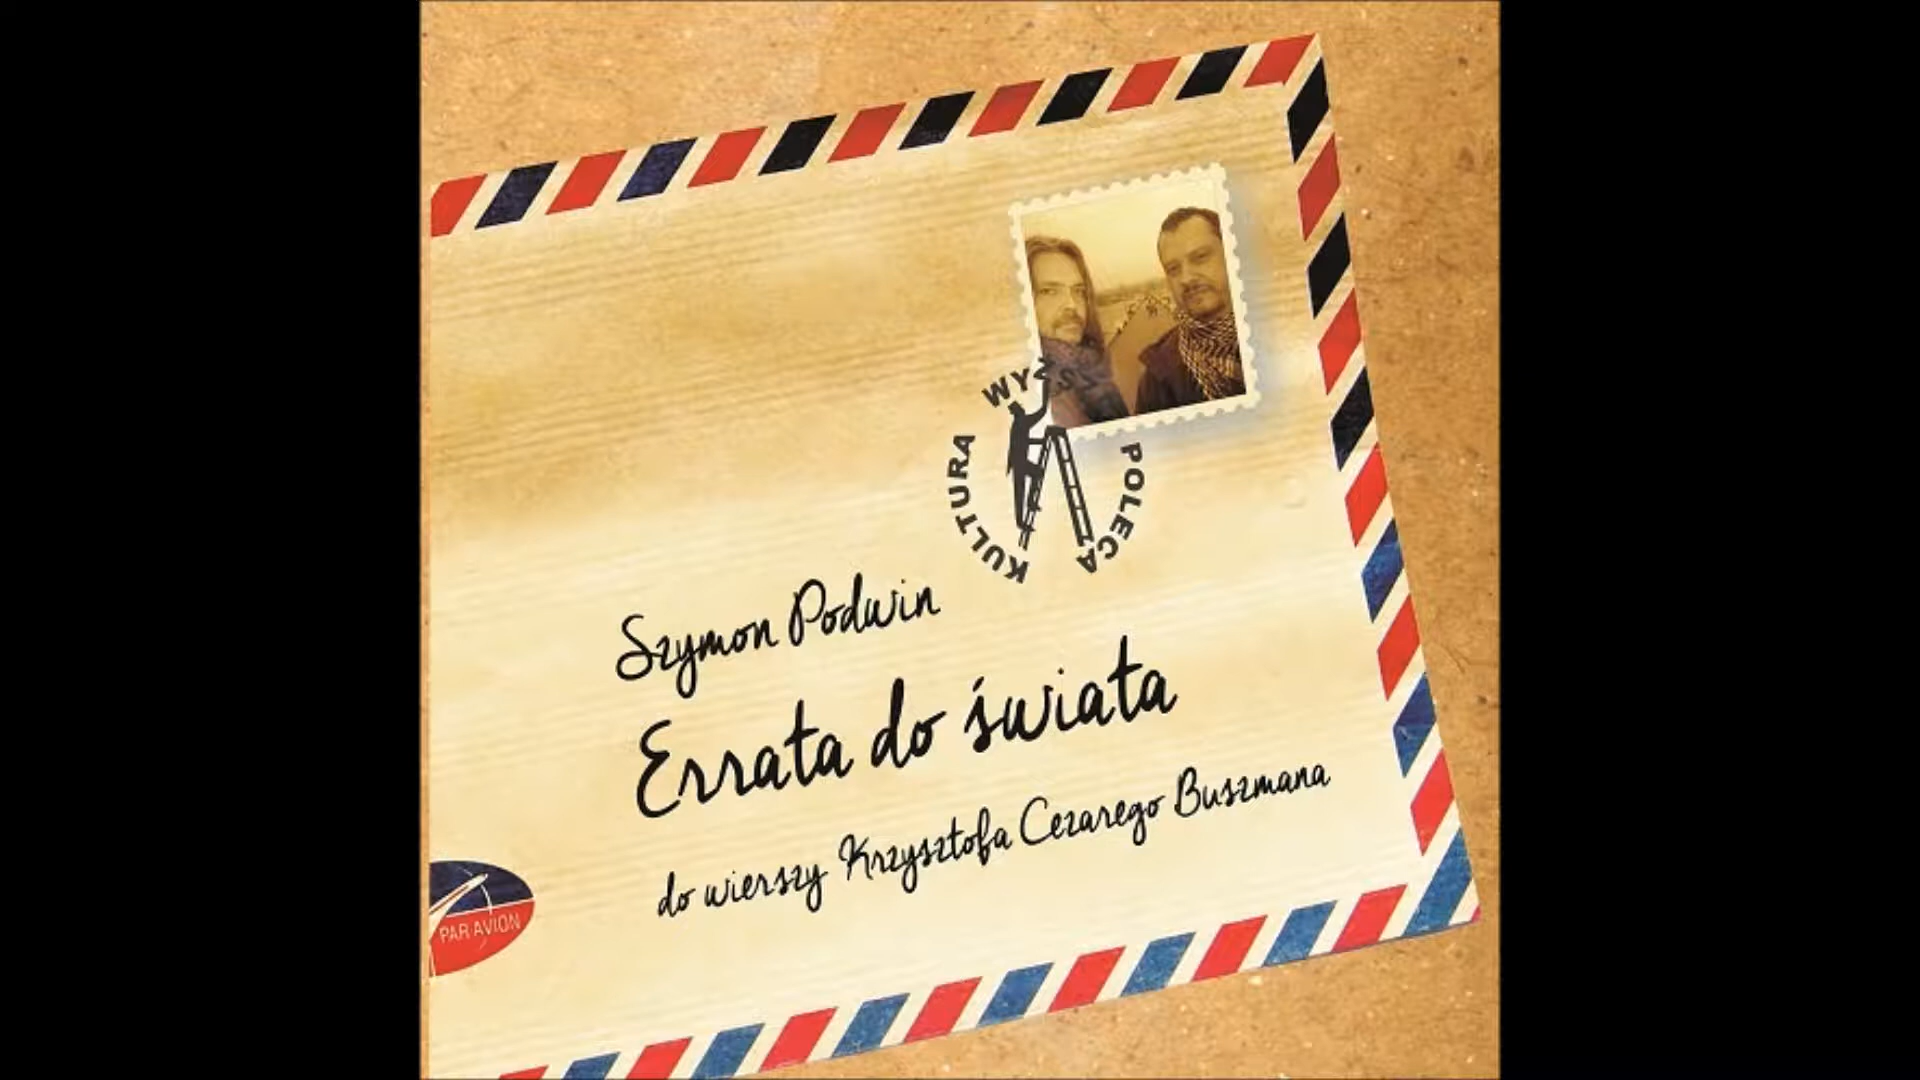 WYŻSZA
KULTURA
POLECA
Szymon Podwin
Errata do świata
do wierszy Krzysztofa Cezarego Buszmana
PAR AVION